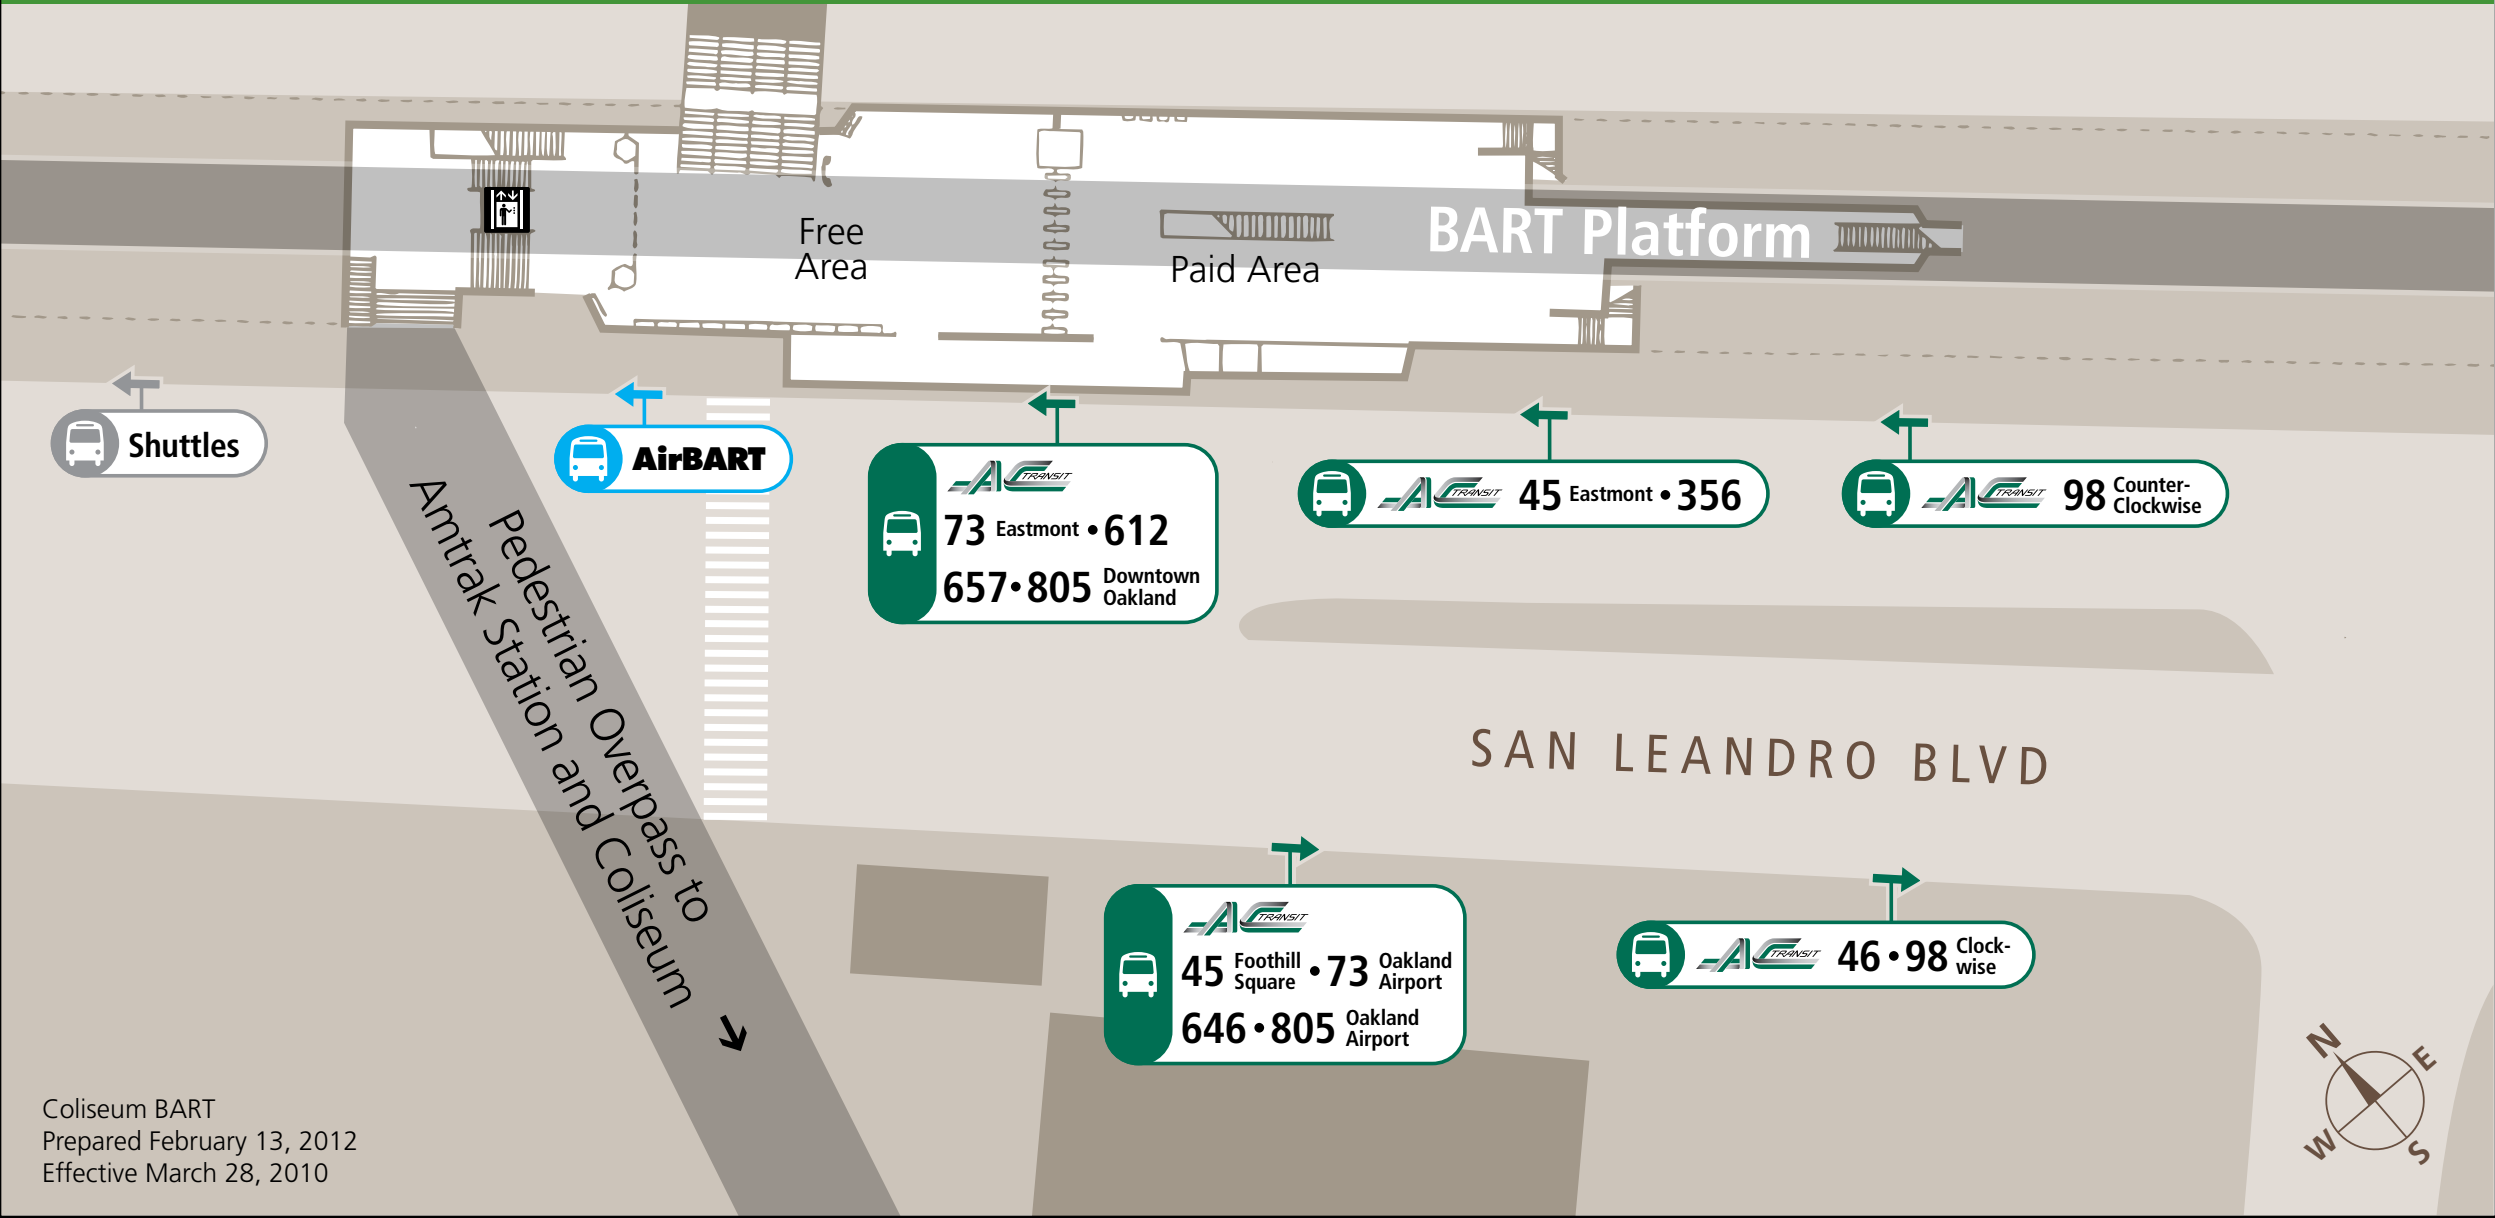 Free
Area
Paid Area
BART Platform
Shuttles
AirBART
AC TRANSIT
73 Eastmont • 612
657 • 805 Downtown
Oakland
AC TRANSIT 45 Eastmont • 356
AC TRANSIT 98 Counter-
Clockwise
Pedestrian Overpass to
Amtrak Station and Coliseum
SAN LEANDRO BLVD
AC TRANSIT
45 Foothill
Square • 73 Oakland
Airport
646 • 805 Oakland
Airport
AC TRANSIT 46 • 98 Clock-
wise
N
E
W
S
Coliseum BART
Prepared February 13, 2012
Effective March 28, 2010